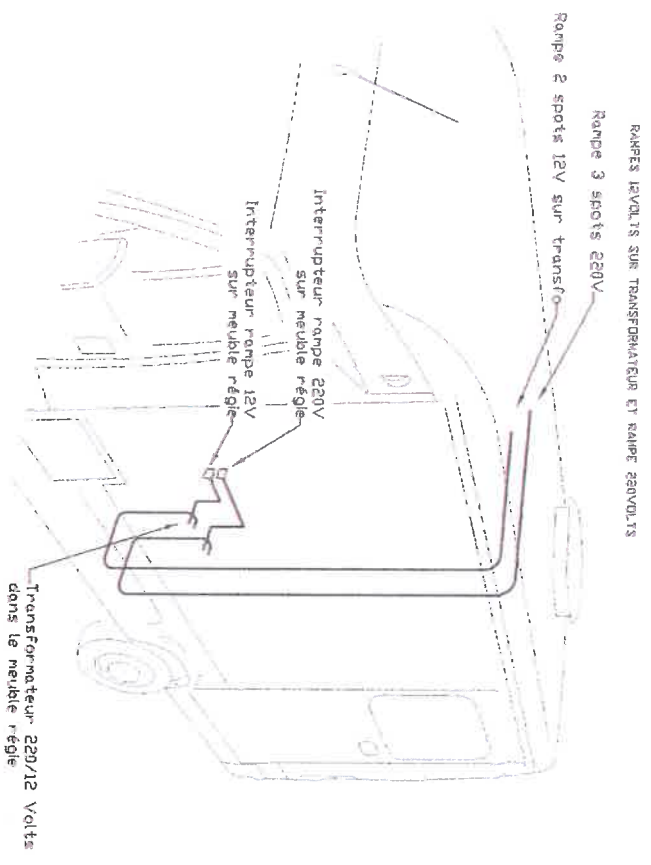 RAMPES 12VOLTS SUR TRANSFORMATEUR ET RAMPE 220VOLTS
Rampe 3 spots 220V
Rampe 2 spots 12V sur transfo
Interrupteur rampe 220V
sur meuble régie
Interrupteur rampe 12V
sur meuble régie
Transformateur 220/12 Volts
dans le meuble régie